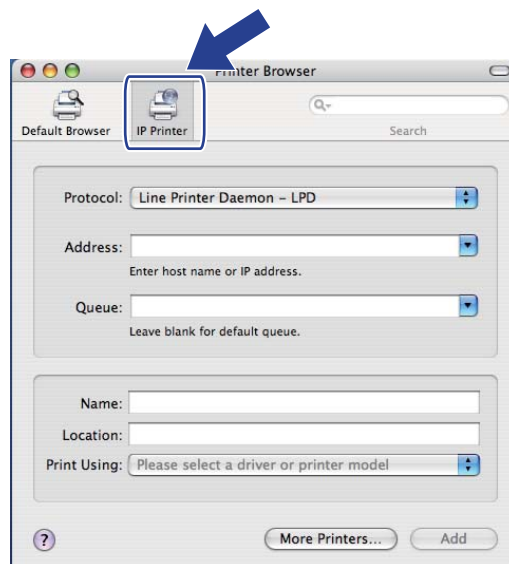 Printer Browser
Default Browser
IP Printer
Search
Protocol: Line Printer Daemon – LPD
Address:
Enter host name or IP address.
Queue:
Leave blank for default queue.
Name:
Location:
Print Using: Please select a driver or printer model
? More Printers... Add